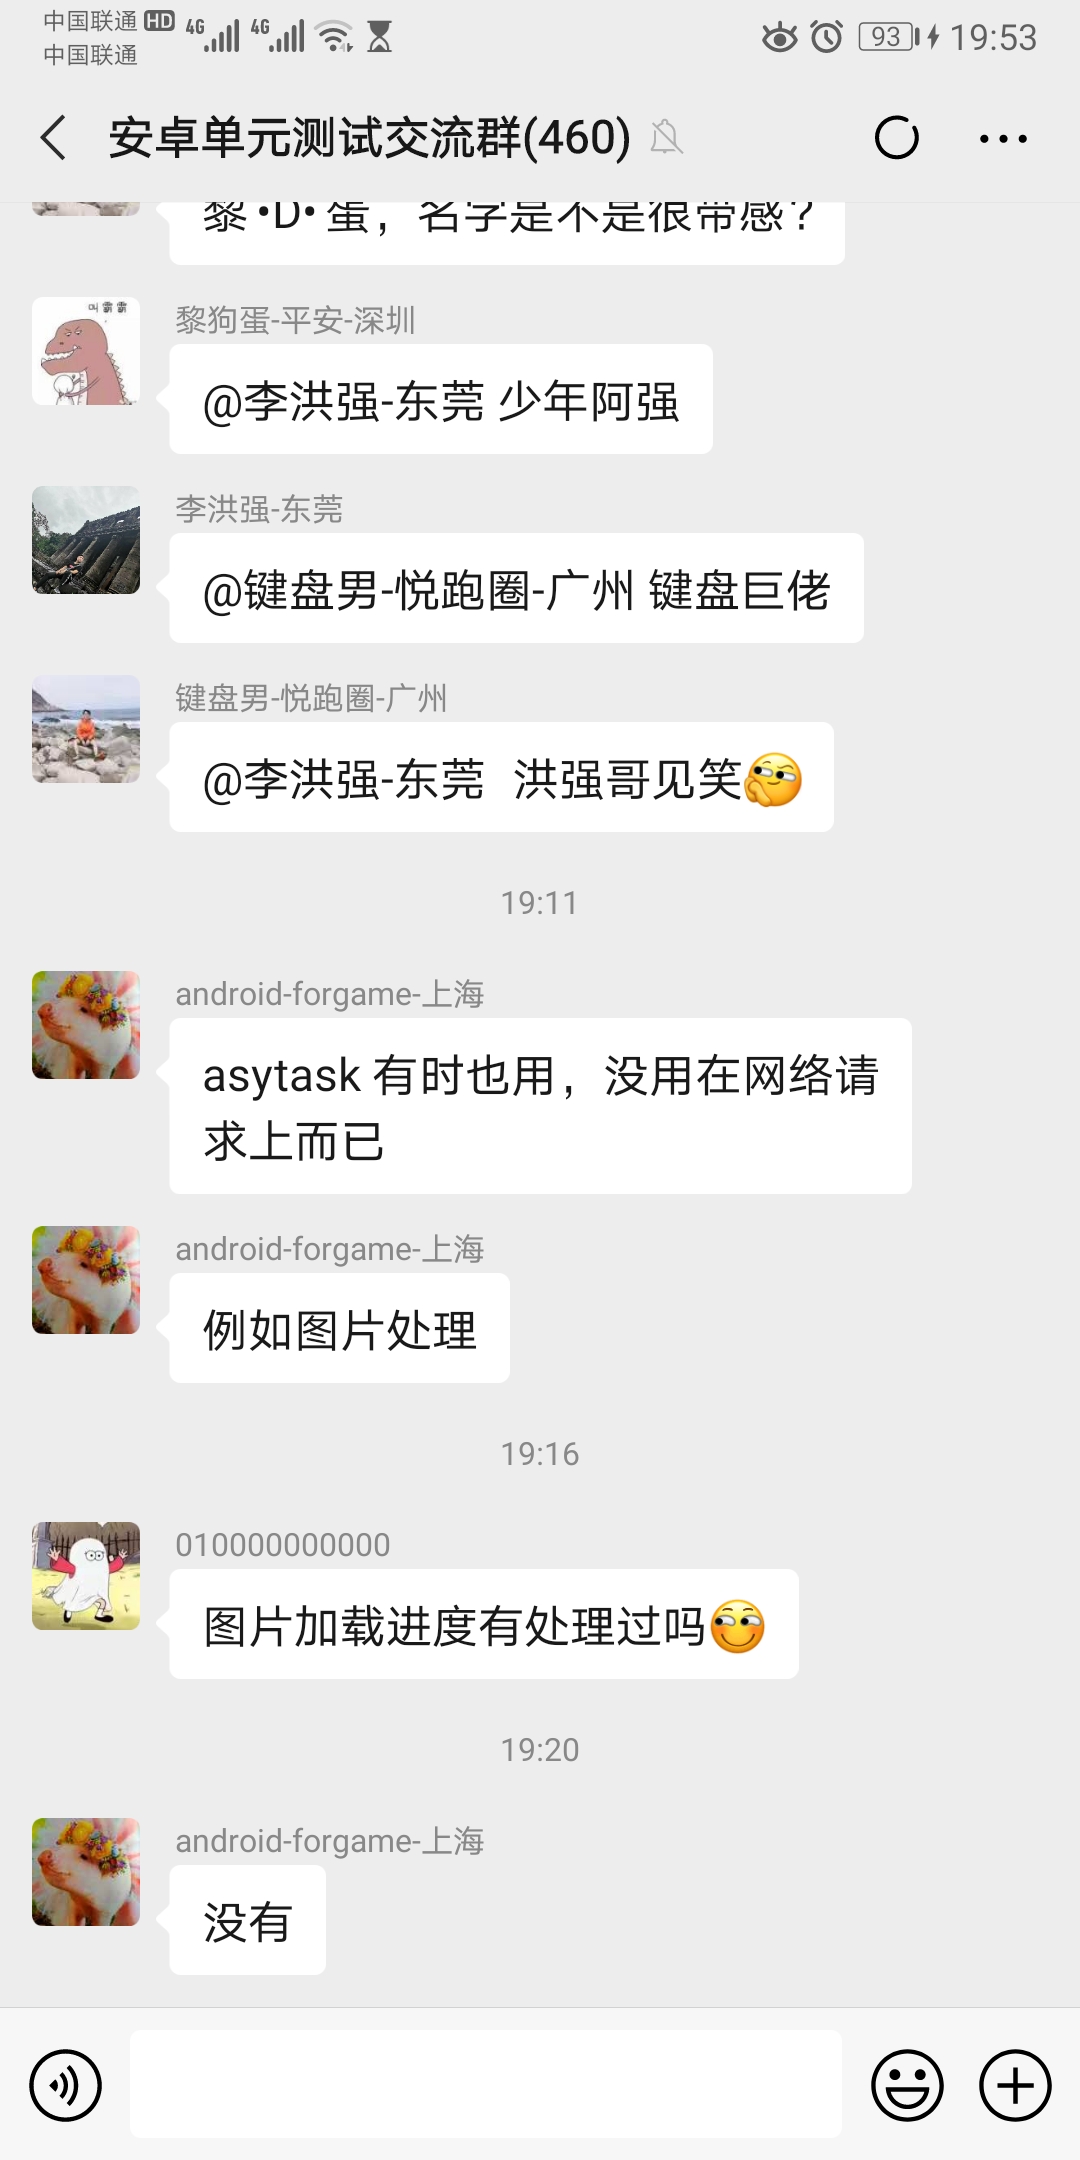 中国联通 HD 4G 4G 93 19:53
中国联通
安卓单元测试交流群(460)
黎•D•蛋，名字是不是很带感？
叫霸霸
黎狗蛋-平安-深圳
@李洪强-东莞 少年阿强
李洪强-东莞
@键盘男-悦跑圈-广州 键盘巨佬
键盘男-悦跑圈-广州
@李洪强-东莞 洪强哥见笑
19:11
android-forgame-上海
asytask 有时也用，没用在网络请
求上而已
android-forgame-上海
例如图片处理
19:16
010000000000
图片加载进度有处理过吗
19:20
android-forgame-上海
没有